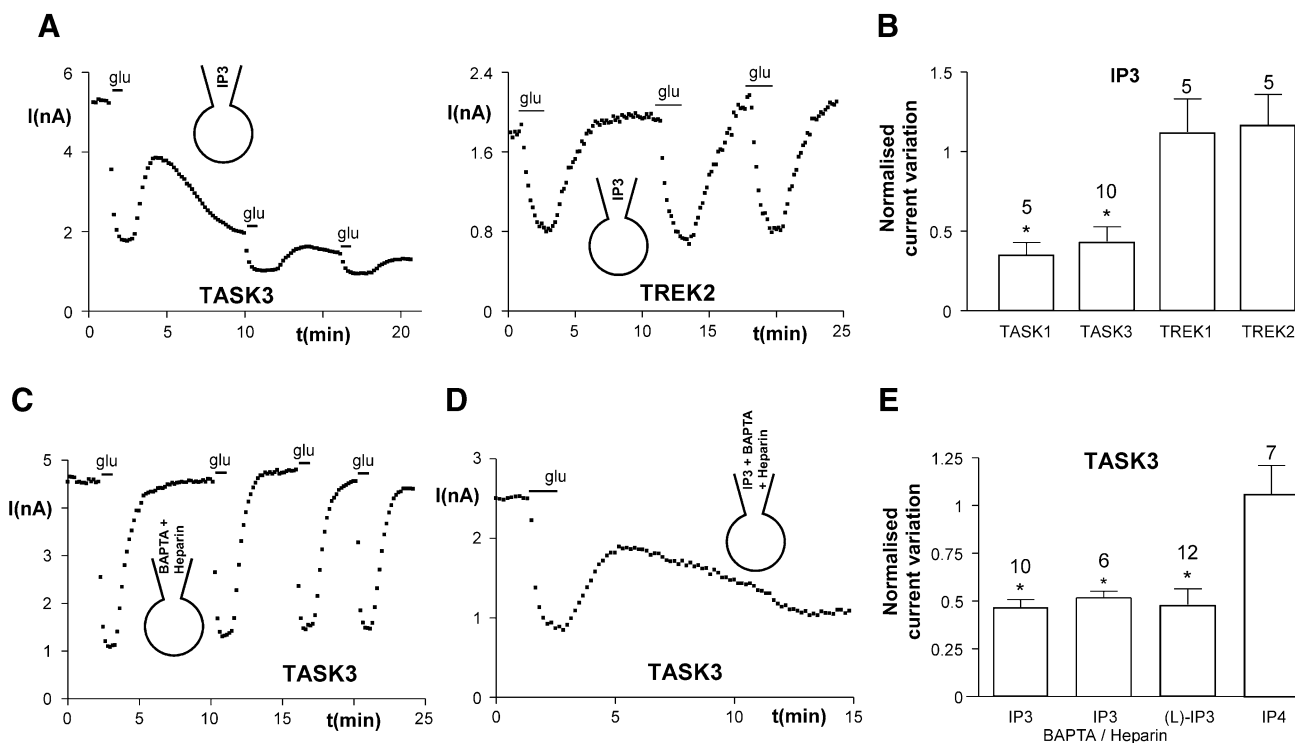 A
B
6
glu
IP3
I(nA)
4
glu
2
glu
TASK3
0
0
5
10
15
20
t(min)
2.4
glu
glu
glu
I(nA)
1.6
IP3
0.8
TREK2
0
0
5
10
15
25
t(min)
1.5
IP3
5
5
1
Normalised
current variation
5
10
*
*
0.5
0
TASK1
TASK3
TREK1
TREK2
C
D
E
5
glu
glu
glu
glu
I(nA)
3
BAPTA +
Heparin
2
1
TASK3
0
0
5
10
15
25
t(min)
3
glu
IP3 + BAPTA
+ Heparin
I(nA)
2
1
TASK3
0
0
5
10
15
t(min)
1.25
TASK3
7
1
Normalised
current variation
0.75
10
6
12
*
*
*
0.5
0.25
0
IP3
IP3
(L)-IP3
IP4
BAPTA / Heparin